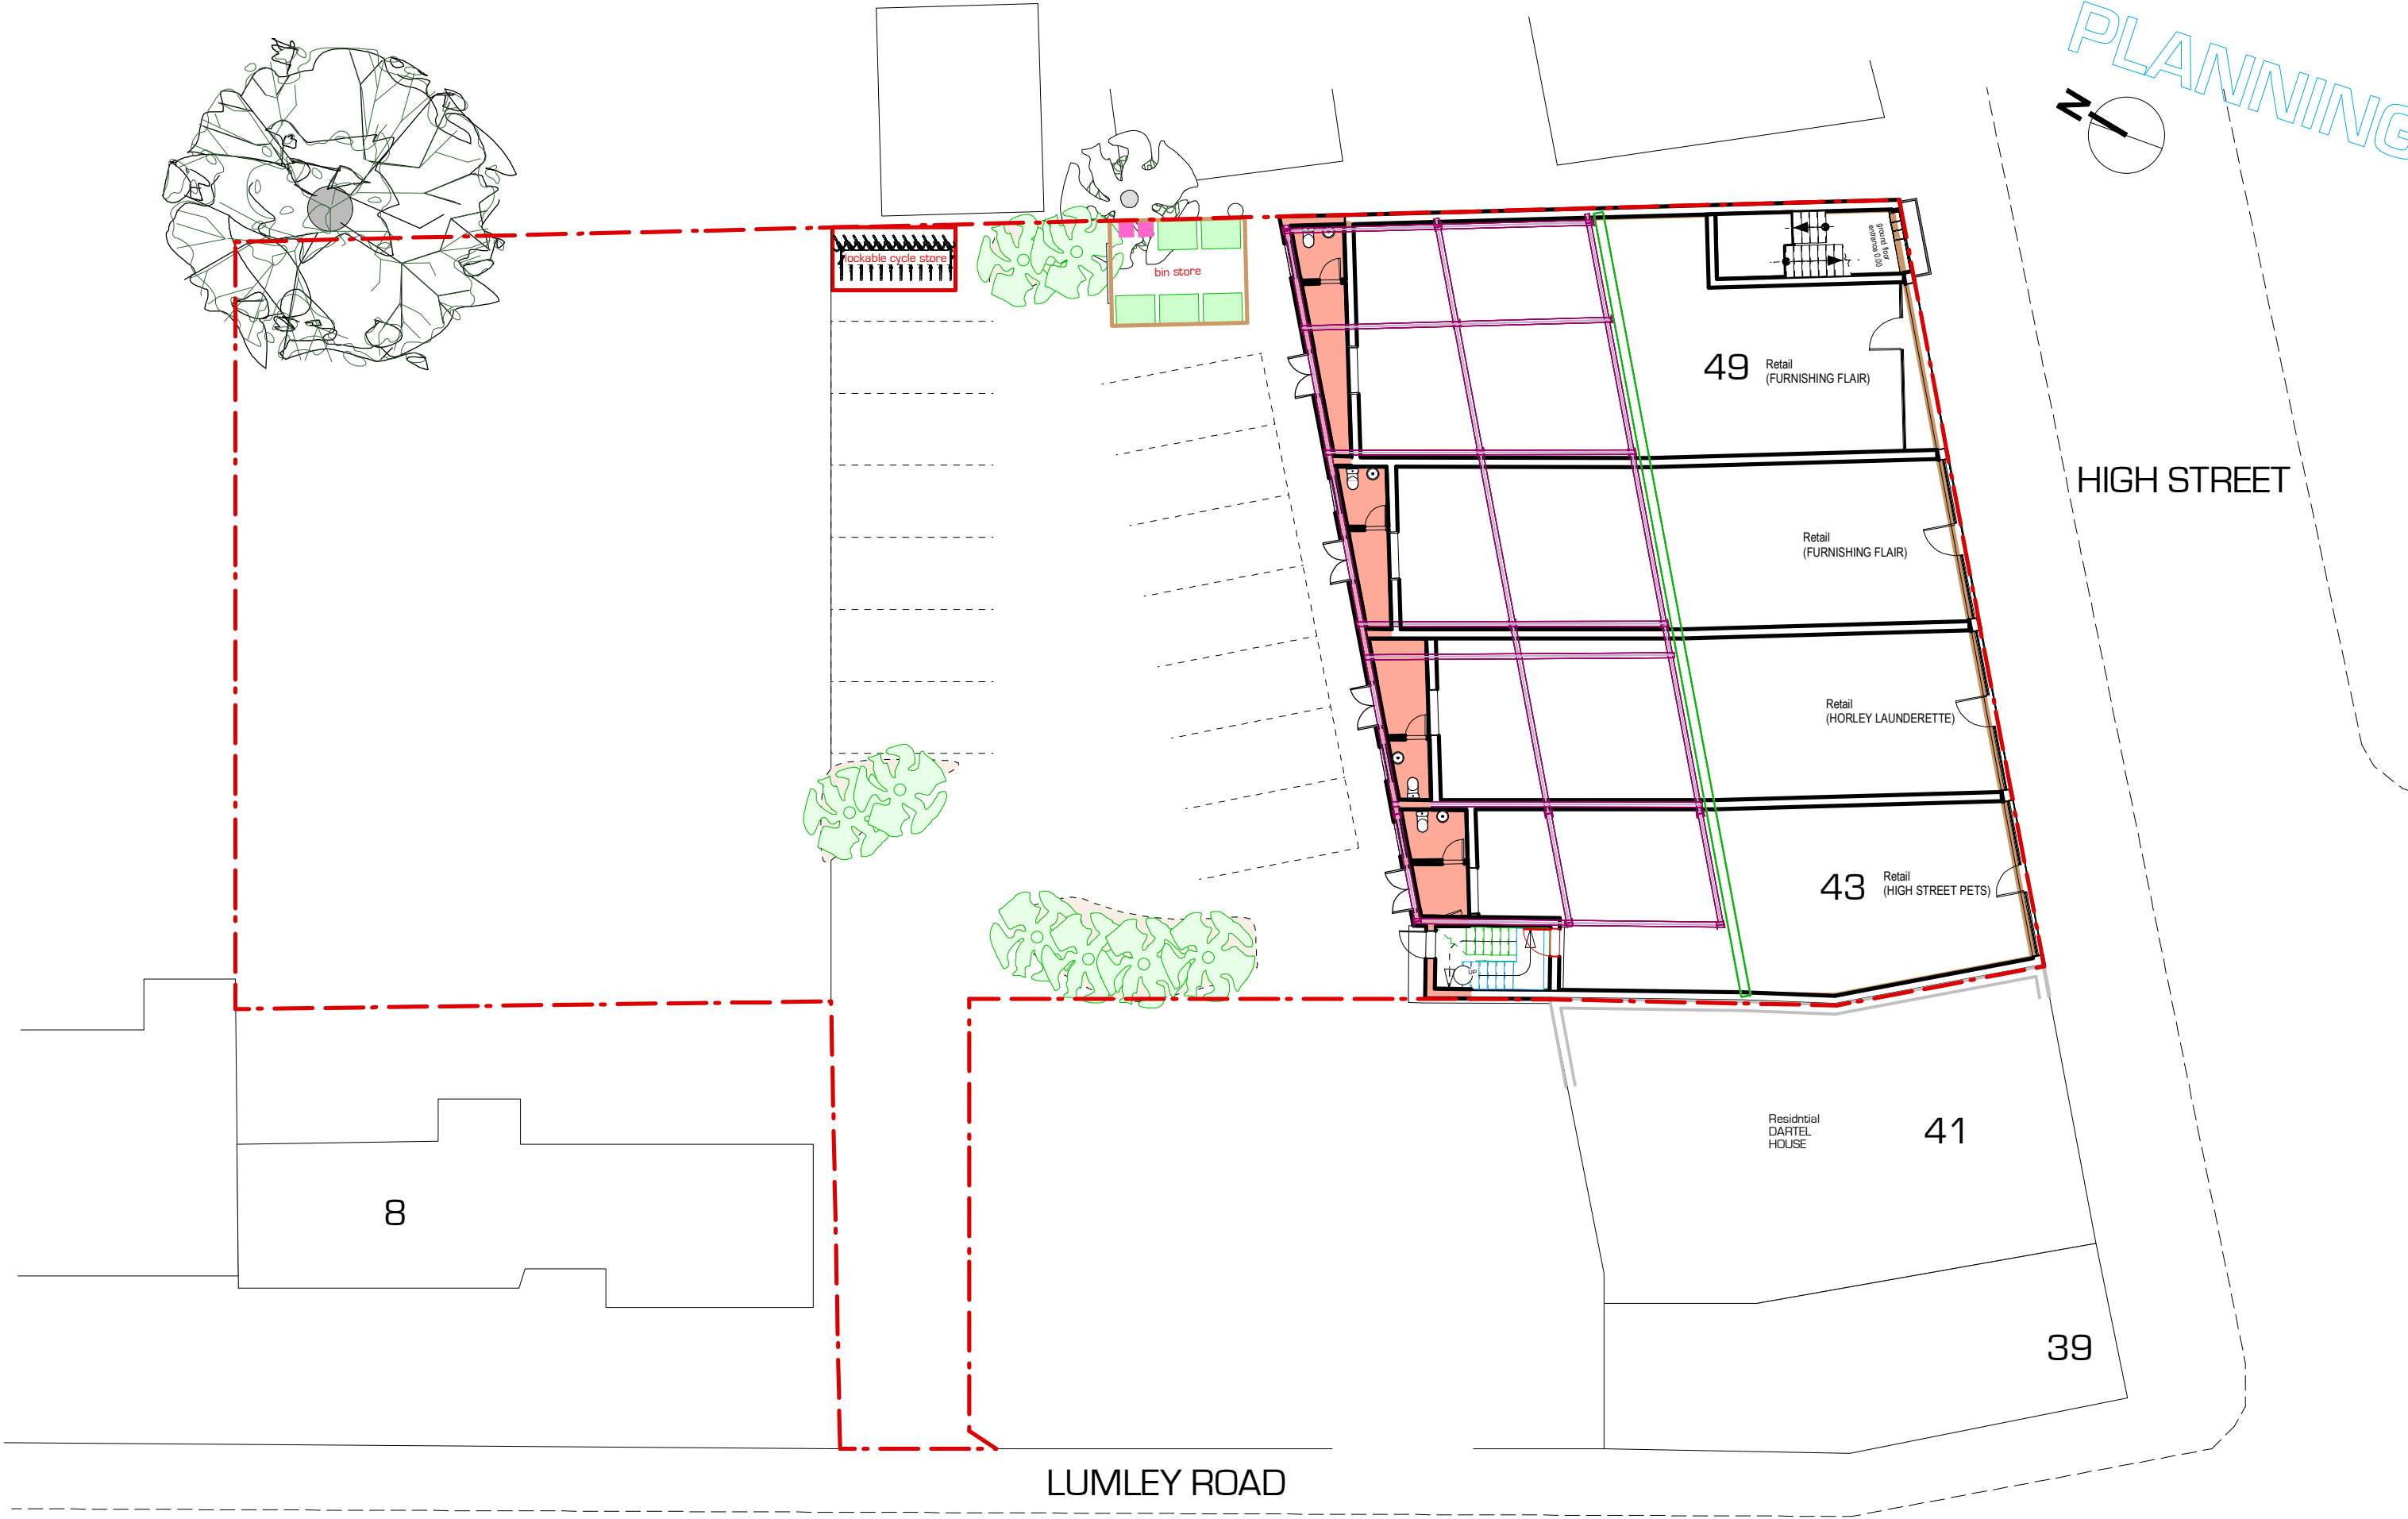 PLANNING
N
lockable cycle store
bin store
ground floor
entrance 0.00
49
Retail
(FURNISHING FLAIR)
HIGH STREET
Retail
(FURNISHING FLAIR)
Retail
(HORLEY LAUNDERETTE)
43
Retail
(HIGH STREET PETS)
UP
Residntial
DARTEL
HOUSE
41
8
39
LUMLEY ROAD